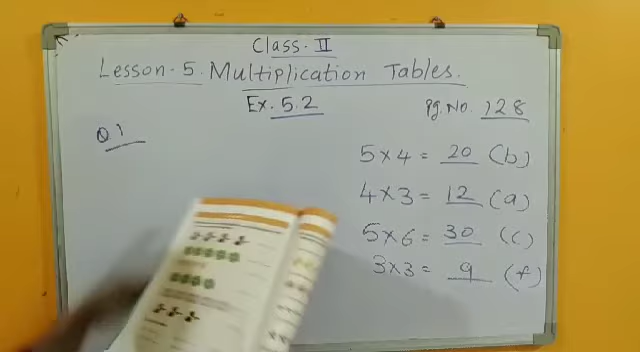 Class. II
Lesson. 5. Multiplication Tables.
Ex. 5.2
Pg. No. 128
Q 1
5 x 4 = 20 (b)
4 x 3 = 12 (a)
5 x 6 = 30 (c)
3 x 3 = 9 (f)